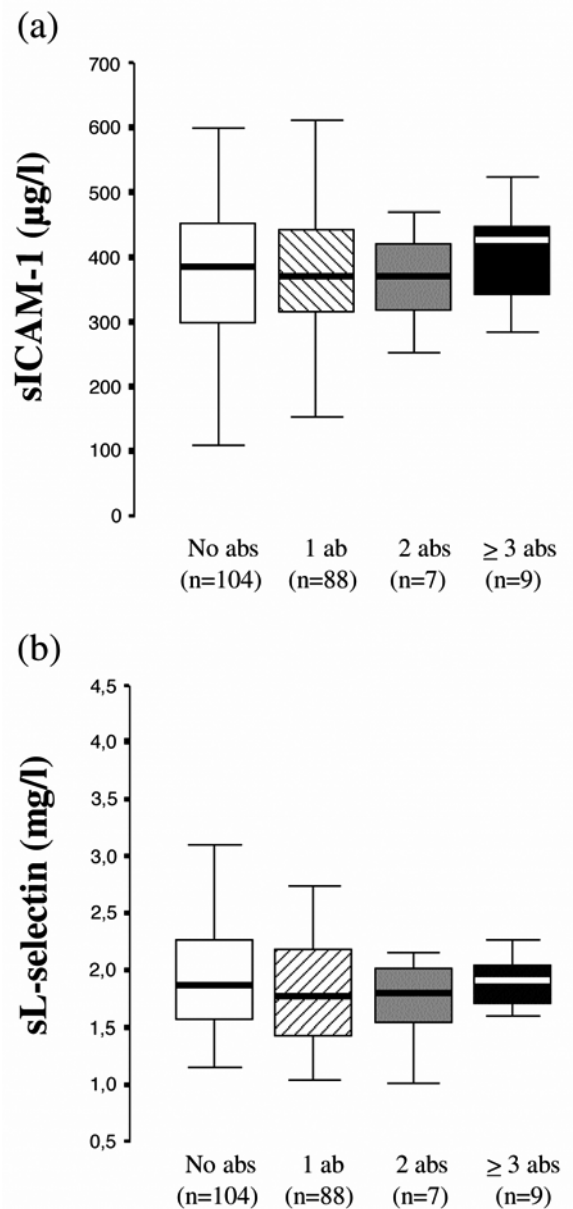 (a)
sICAM-1 (µg/l)
700
600
500
400
300
200
100
0
No abs 1 ab 2 abs ≥ 3 abs
(n=104) (n=88) (n=7) (n=9)
(b)
sL-selectin (mg/l)
4,5
4,0
3,5
3,0
2,5
2,0
1,5
1,0
0,5
No abs 1 ab 2 abs ≥ 3 abs
(n=104) (n=88) (n=7) (n=9)